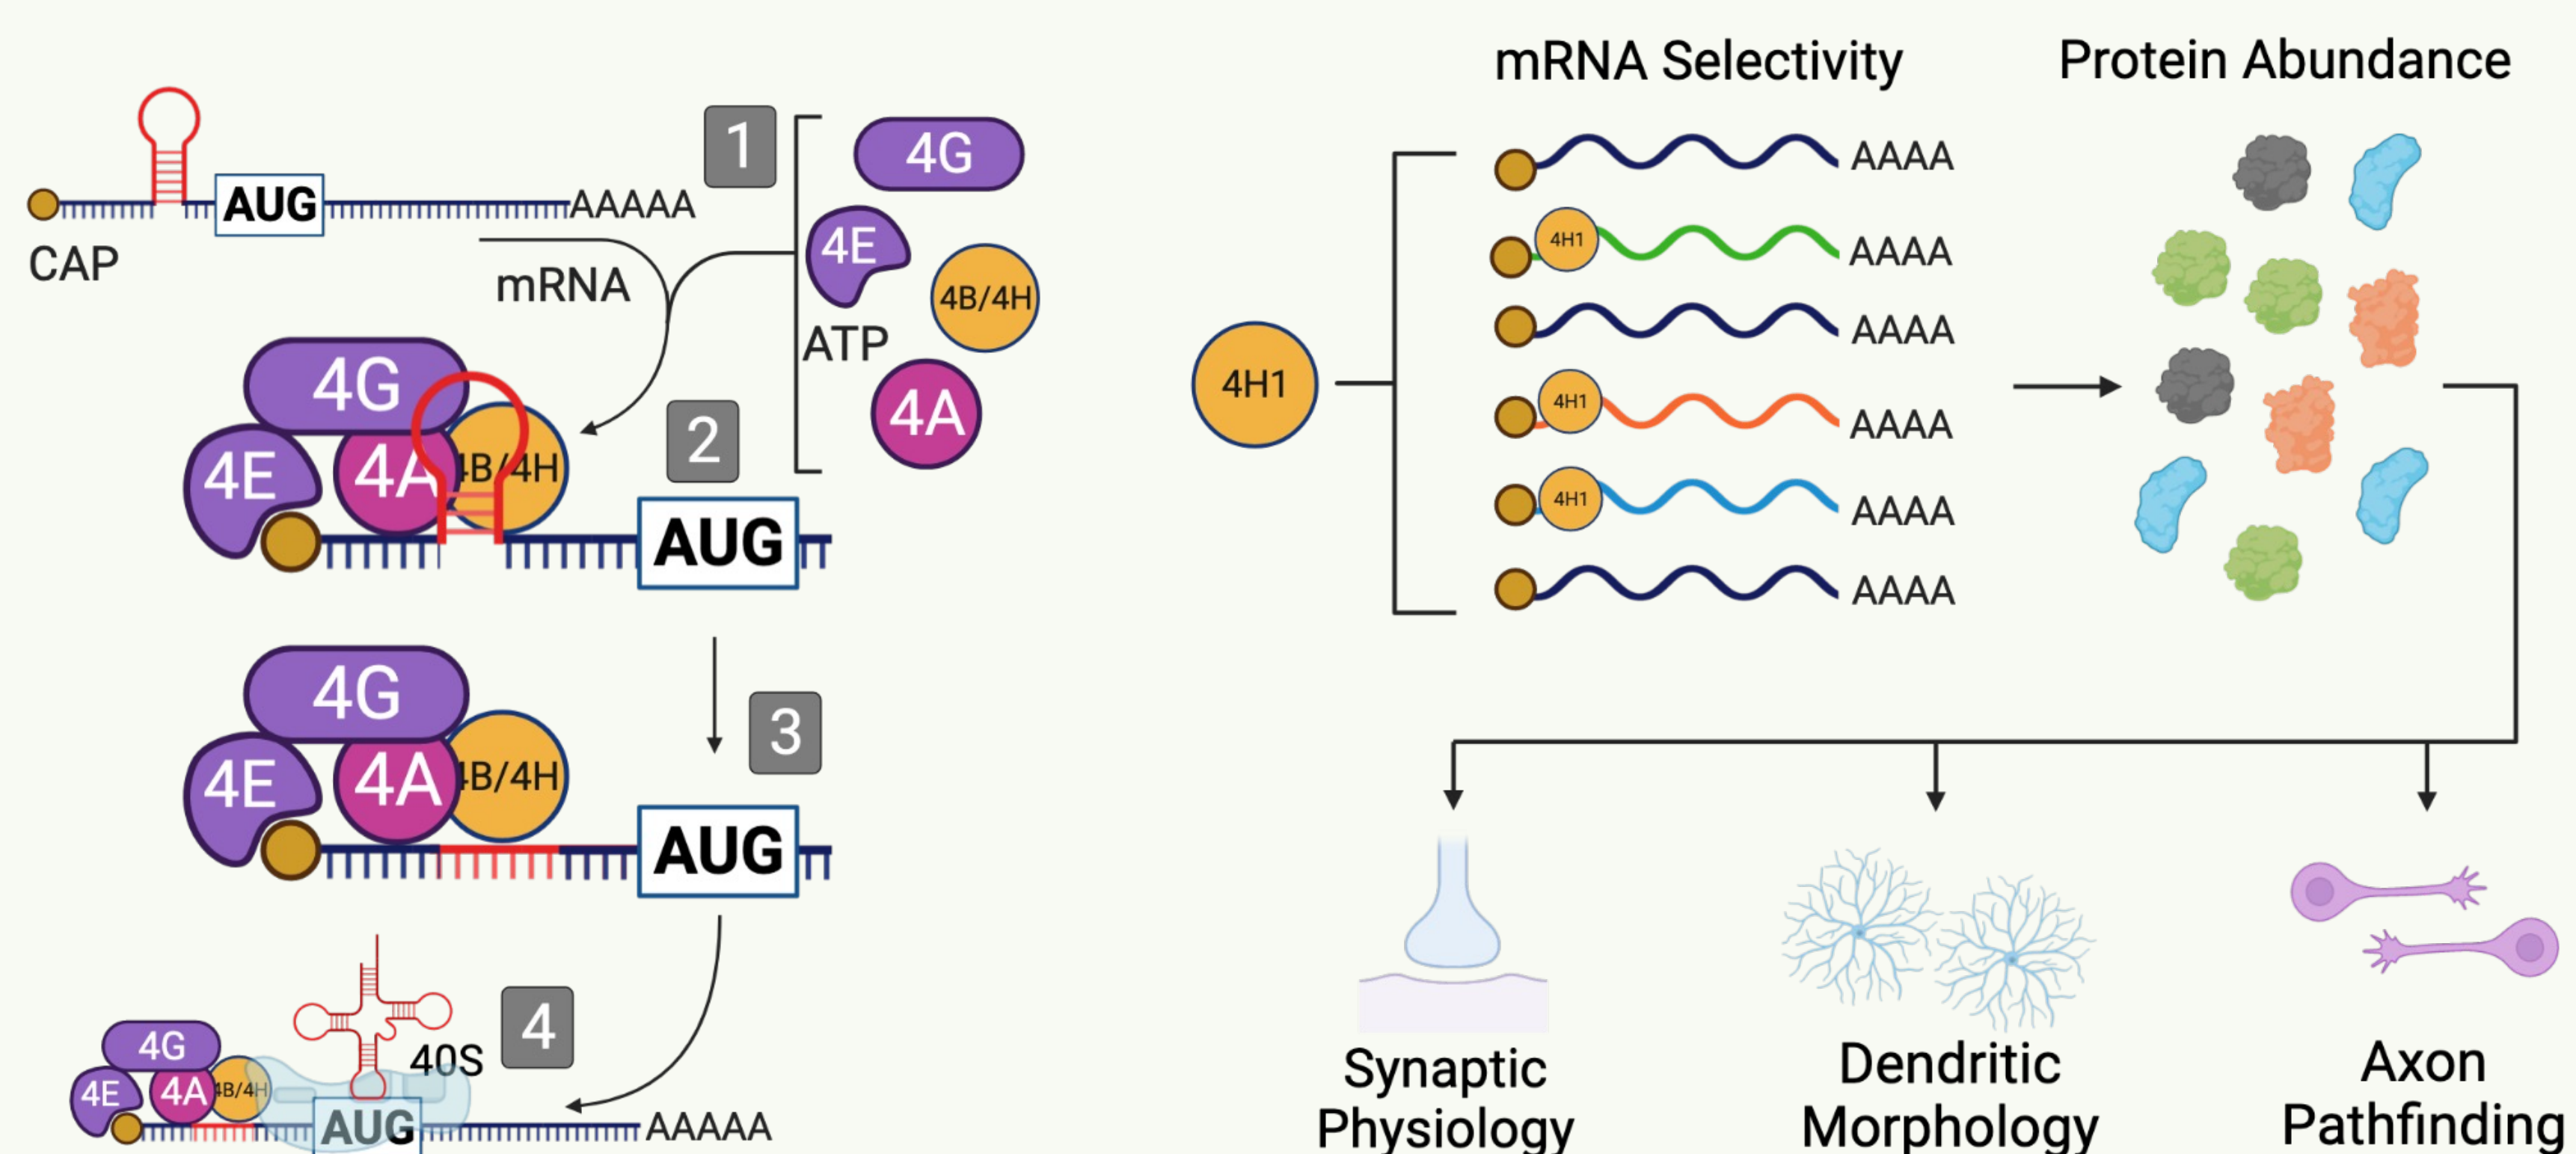 CAP
AUG
AAAAA
mRNA
1
4G
4E
4B/4H
ATP
4A
4G
4E
4A
4B/4H
2
AUG
3
4G
4E
4A
4B/4H
AUG
4
40S
4G
4E
4A
4B/4H
AUG
AAAAA
mRNA Selectivity
Protein Abundance
4H1
AAAA
4H1
AAAA
AAAA
4H1
AAAA
4H1
AAAA
AAAA
Synaptic
Physiology
Dendritic
Morphology
Axon
Pathfinding